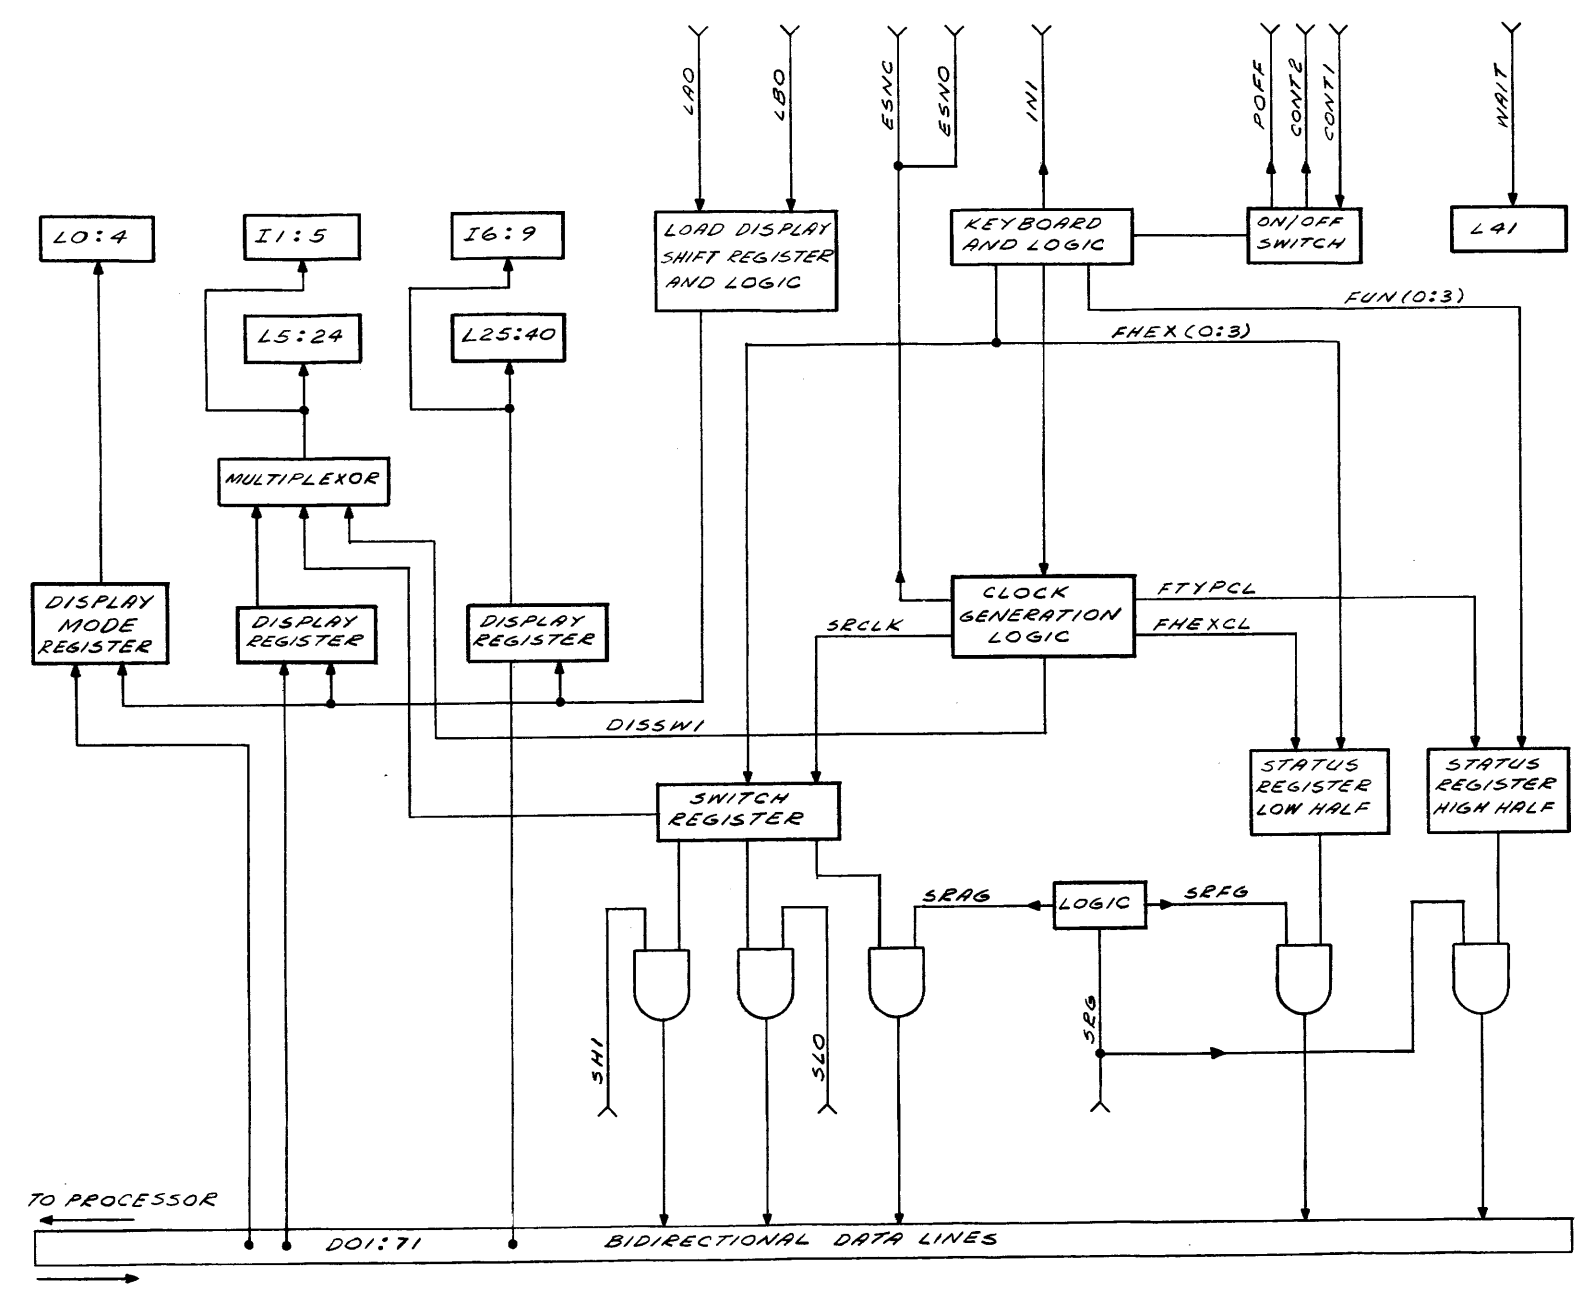 LAO
LBO
ESNC
ESNO
IN1
POFF
CONT2
CONT1
WAIT
L0:4
I1:5
I6:9
LOAD DISPLAY
SHIFT REGISTER
AND LOGIC
KEYBOARD
AND LOGIC
ON/OFF
SWITCH
L41
L5:24
L25:40
FUN(0:3)
FHEX(0:3)
MULTIPLEXOR
DISPLAY
MODE
REGISTER
DISPLAY
REGISTER
DISPLAY
REGISTER
CLOCK
GENERATION
LOGIC
SRCLK
FTYPCL
FHEXCL
DISSW1
SWITCH
REGISTER
STATUS
REGISTER
LOW HALF
STATUS
REGISTER
HIGH HALF
SRAG
LOGIC
SRFG
SHI
SLO
SRG
TO PROCESSOR
D01:71
BIDIRECTIONAL DATA LINES